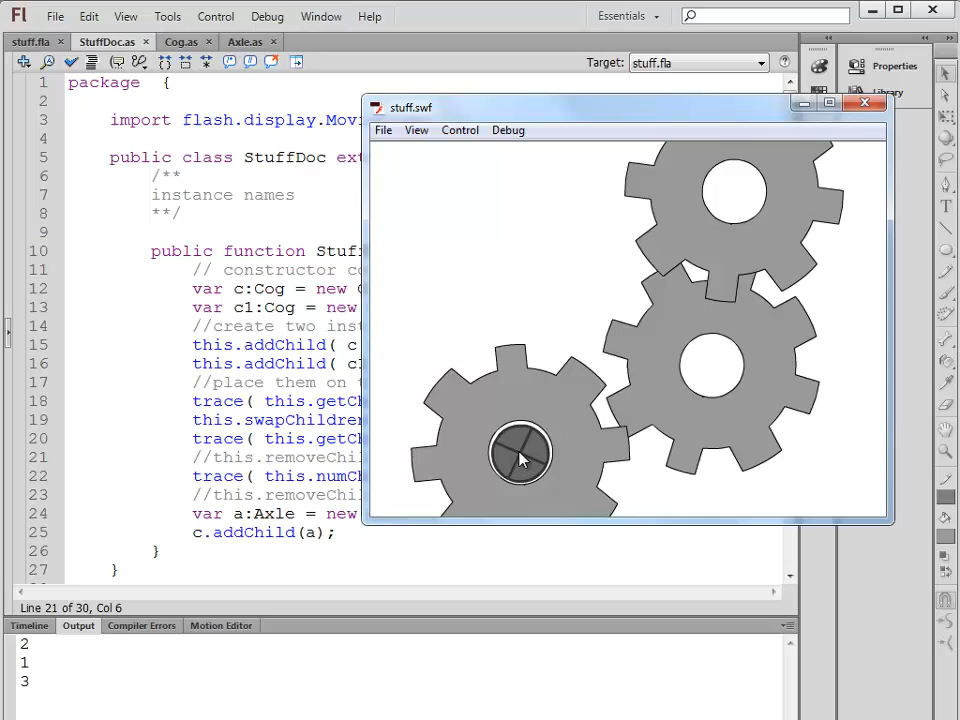 Fl File Edit View Tools Control Debug Window Help Essentials
stuff.fla × StuffDoc.as × Cog.as × Axle.as ×
Target: stuff.fla
Properties
Library
1 package {
2
3 import flash.display.Mov
4
5 public class StuffDoc ext
6 /**
7 instance names
8 **/
9
10 public function Stuf
11 // constructor co
12 var c:Cog = new C
13 var c1:Cog = new
14 //create two inst
15 this.addChild( c
16 this.addChild( c1
17 //place them on t
18 trace( this.getCh
19 this.swapChildren
20 trace( this.getCh
21 //this.removeChil
22 trace( this.numCh
23 //this.removeChil
24 var a:Axle = new
25 c.addChild(a);
26 }
27 }
stuff.swf
File View Control Debug
Line 21 of 30, Col 6
Timeline Output Compiler Errors Motion Editor
2
1
3